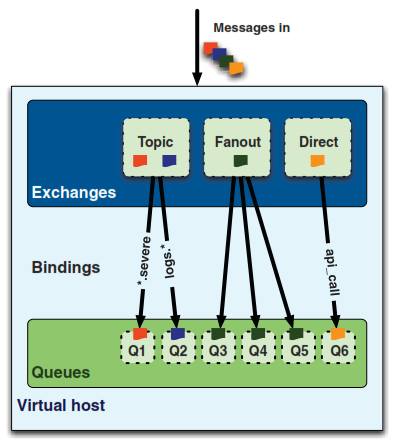 Messages in
Topic
Fanout
Direct
Exchanges
*.severe
logs.*
api_call
Bindings
Q1
Q2
Q3
Q4
Q5
Q6
Queues
Virtual host